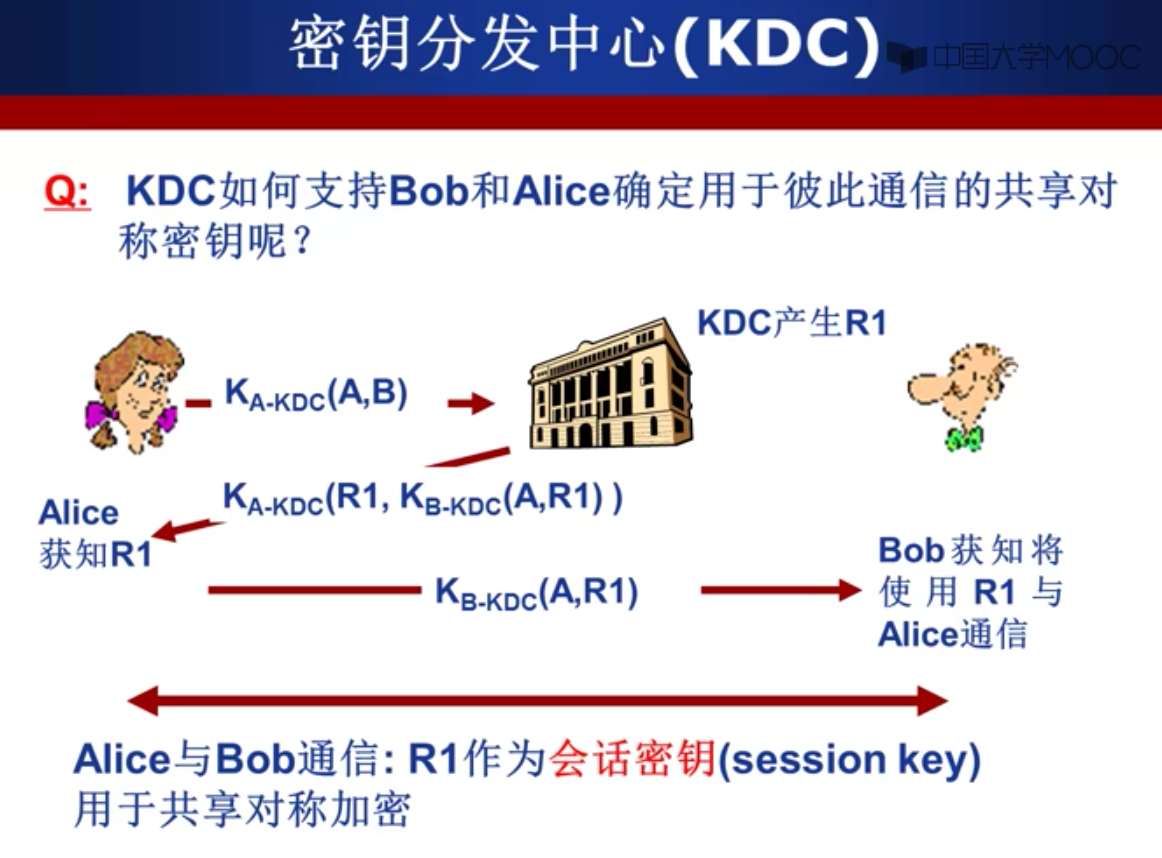 密钥分发中心(KDC)
中国大学MOOC
Q: KDC如何支持Bob和Alice确定用于彼此通信的共享对
称密钥呢？
KDC产生R1
K_A-KDC(A,B)
K_A-KDC(R1, K_B-KDC(A,R1) )
Alice
获知R1
K_B-KDC(A,R1)
Bob获知将
使用R1与
Alice通信
Alice与Bob通信: R1作为会话密钥(session key)
用于共享对称加密